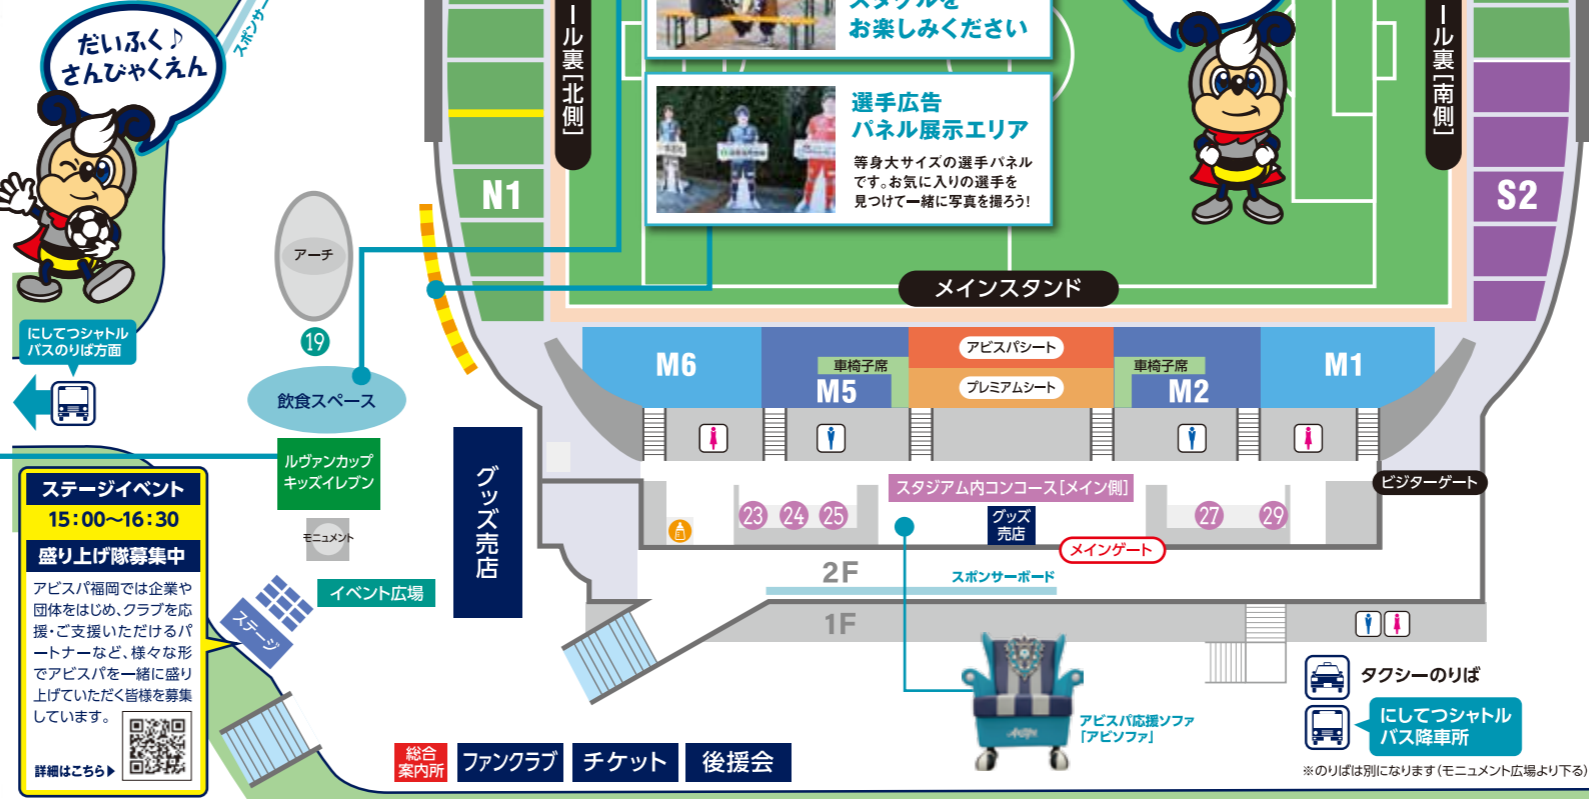 だいふく♪
さんびゃくえん
スポンサー
ール裏[北側]
スタグルを
お楽しみください
選手広告
パネル展示エリア
等身大サイズの選手パネル
です。お気に入りの選手を
見つけて一緒に写真を撮ろう!
ール裏[南側]
N1
S2
アーチ
メインスタンド
にしてつシャトル
バスのりば方面
19
飲食スペース
M6
車椅子席
M5
アビスパシート
プレミアムシート
車椅子席
M2
M1
ルヴァンカップ
キッズイレブン
モニュメント
イベント広場
ステージ
グッズ売店
スタジアム内コンコース[メイン側]
23
24
25
グッズ
売店
27
29
ビジターゲート
メインゲート
2F
スポンサーボード
1F
ステージイベント
15:00〜16:30
盛り上げ隊募集中
アビスパ福岡では企業や
団体をはじめ、クラブを応
援・ご支援いただけるパ
ートナーなど、様々な形
でアビスパを一緒に盛り
上げていただく皆様を募集
しています。
詳細はこちら▶
アビスパ応援ソファ
「アビソファ」
タクシーのりば
にしてつシャトル
バス降車所
※のりばは別になります(モニュメント広場より下る)
総合
案内所
ファンクラブ
チケット
後援会